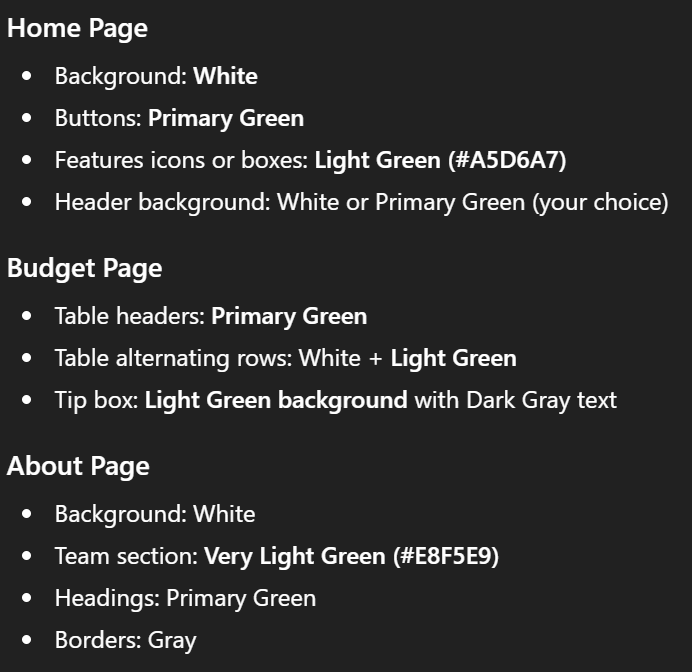 Home Page
Background: White
Buttons: Primary Green
Features icons or boxes: Light Green (#A5D6A7)
Header background: White or Primary Green (your choice)
Budget Page
Table headers: Primary Green
Table alternating rows: White + Light Green
Tip box: Light Green background with Dark Gray text
About Page
Background: White
Team section: Very Light Green (#E8F5E9)
Headings: Primary Green
Borders: Gray